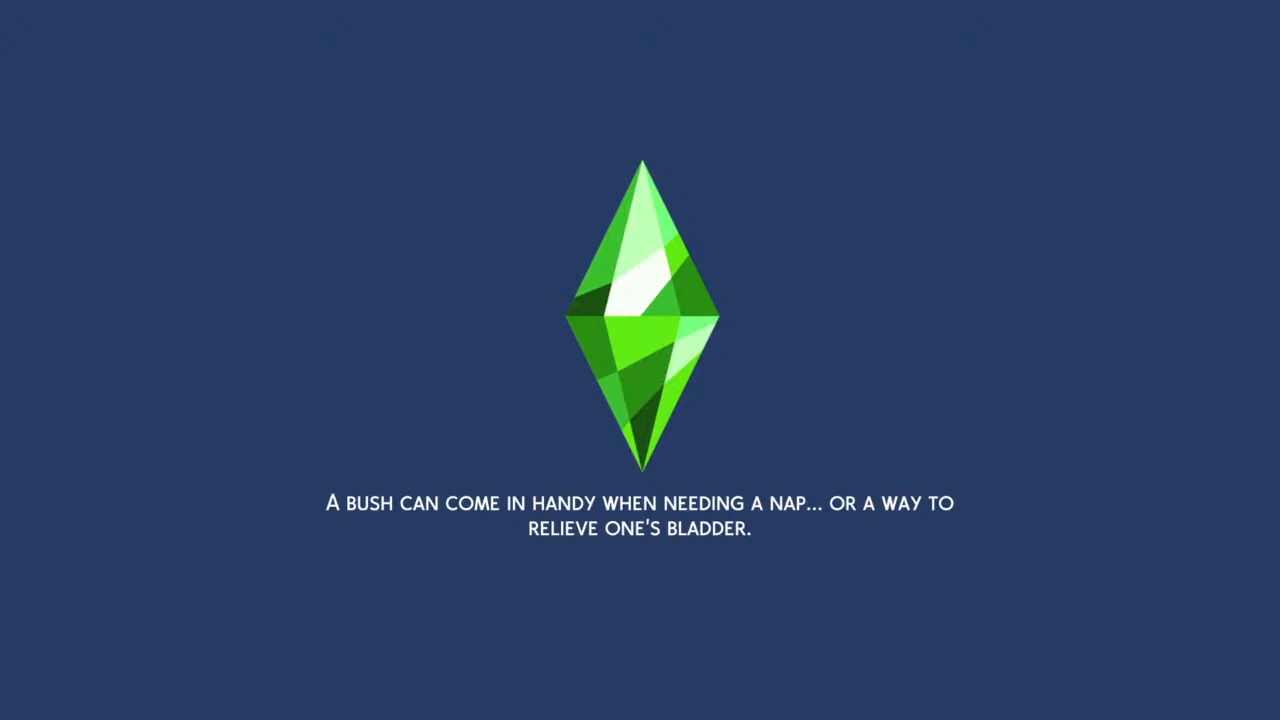 A BUSH CAN COME IN HANDY WHEN NEEDING A NAP... OR A WAY TO
RELIEVE ONE'S BLADDER.